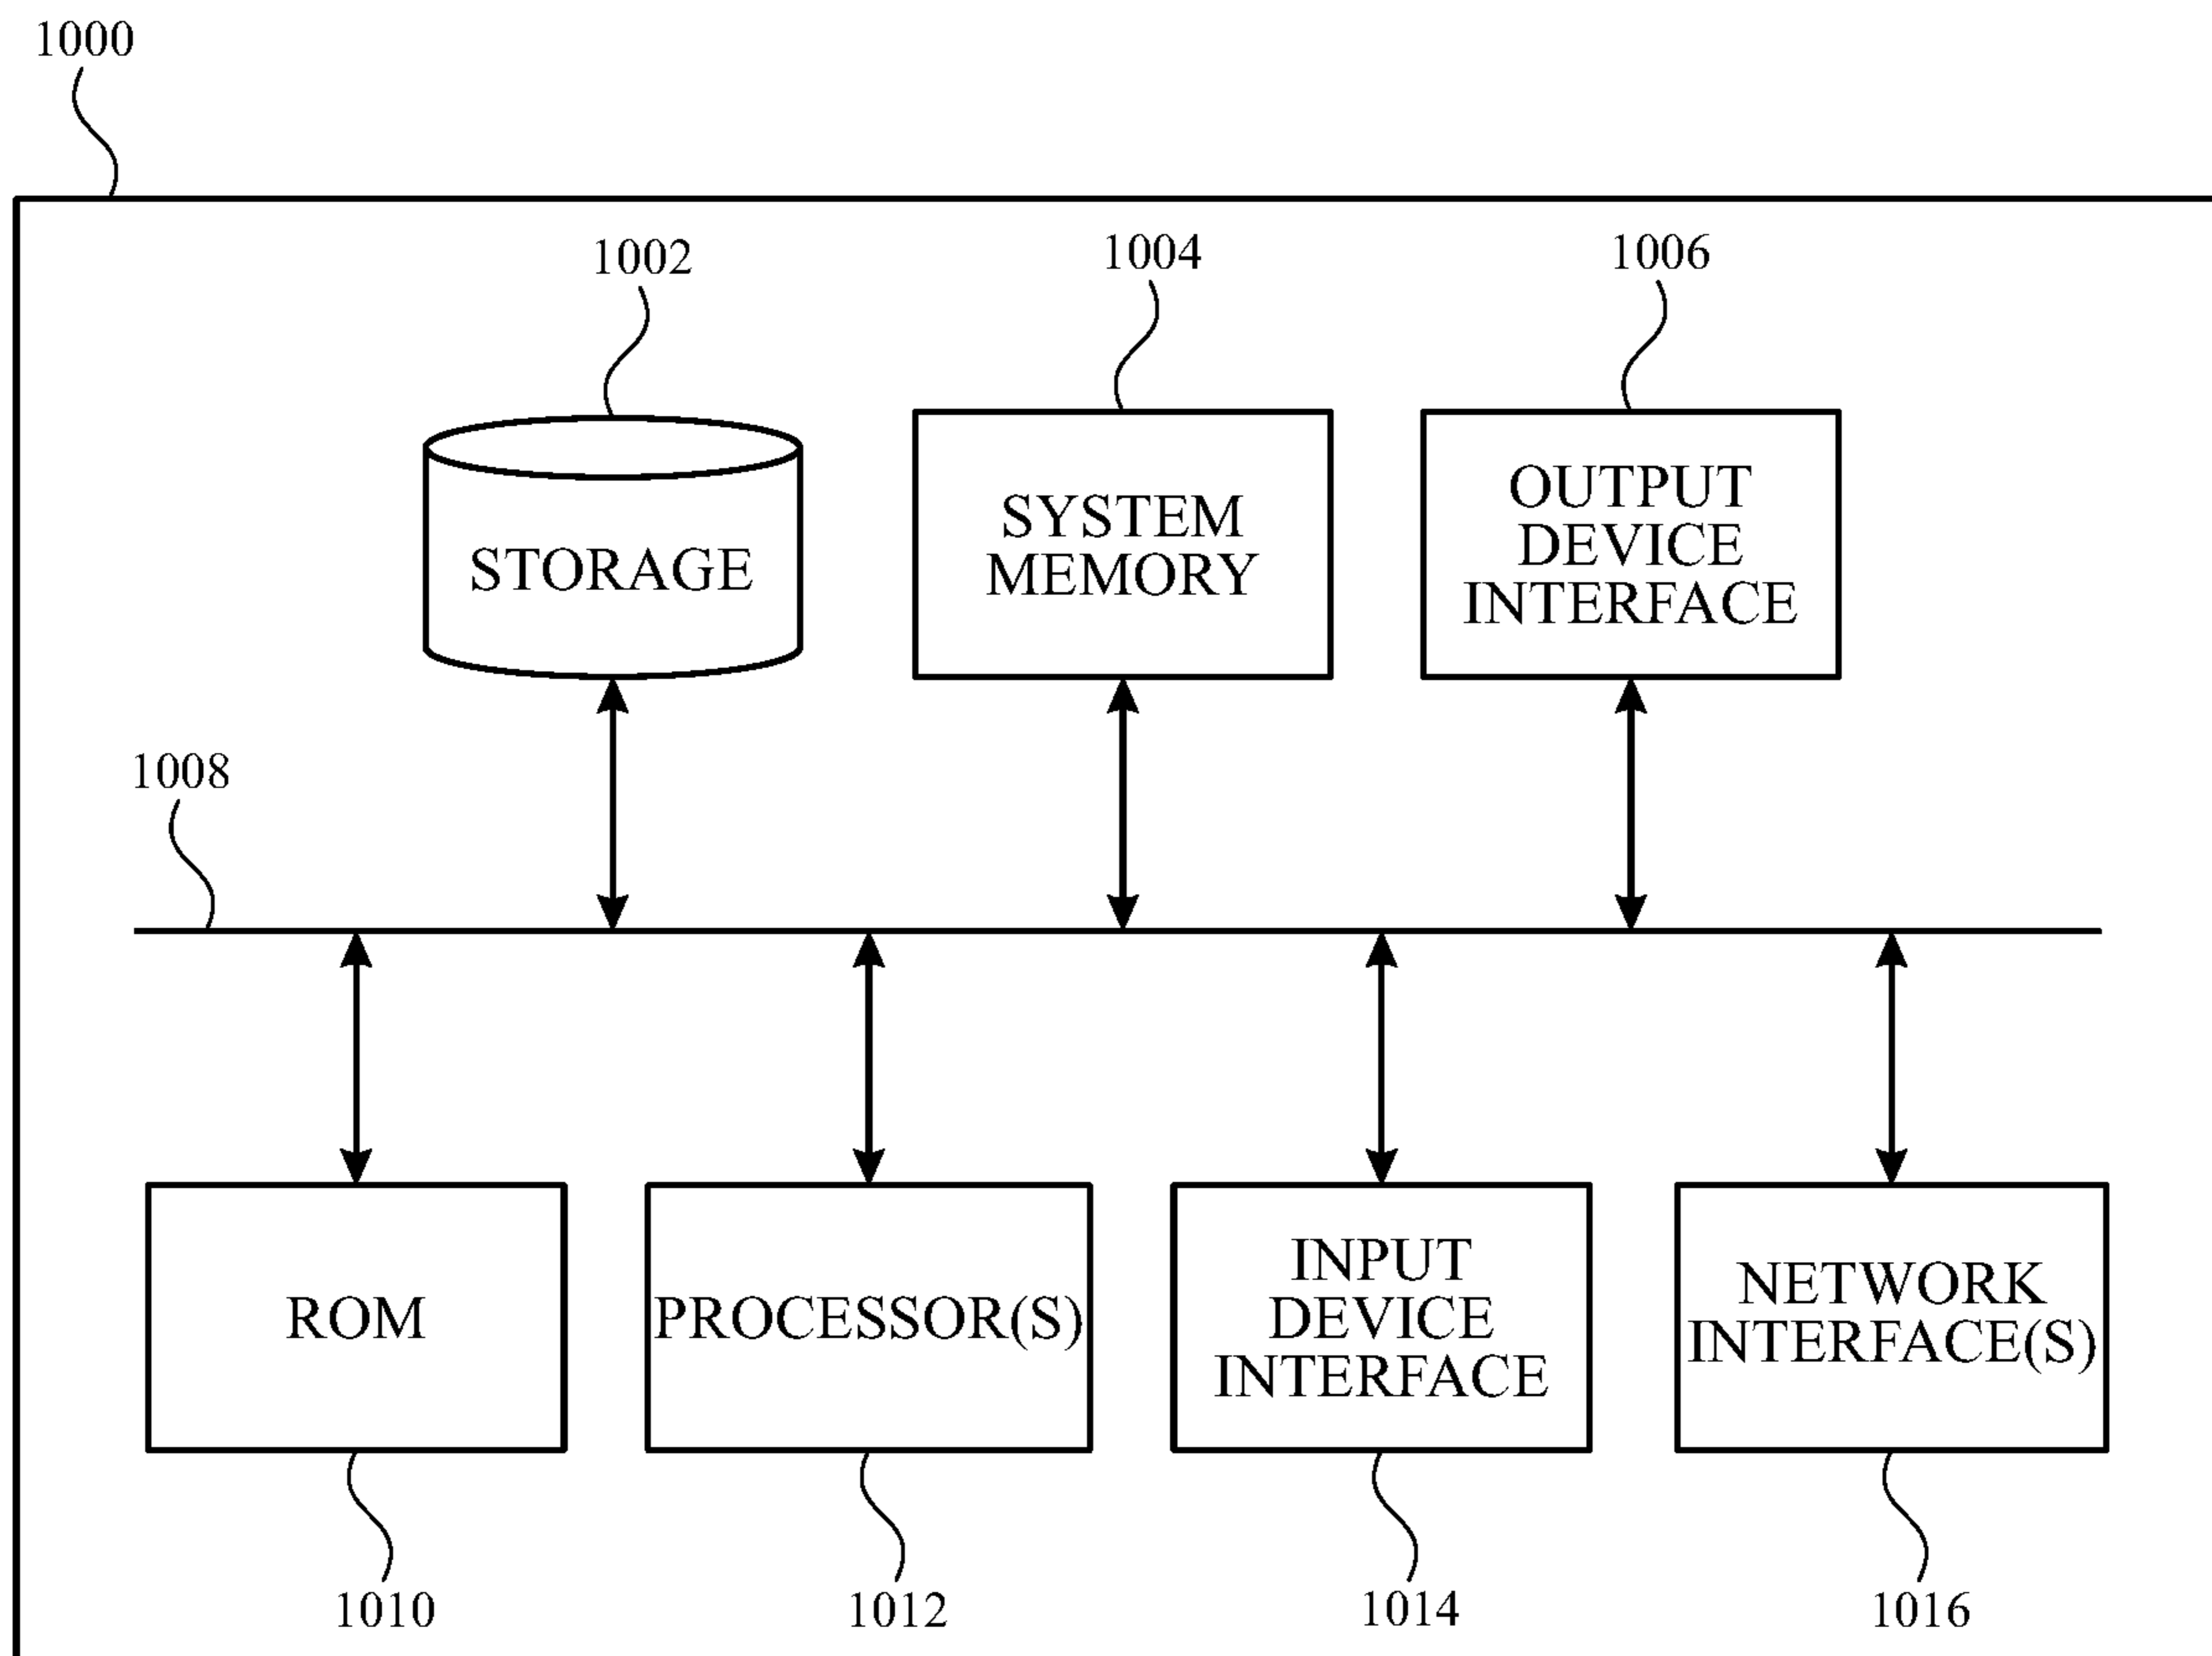 1000
1002
1004
1006
STORAGE
SYSTEM
MEMORY
OUTPUT
DEVICE
INTERFACE
1008
ROM
PROCESSOR(S)
INPUT
DEVICE
INTERFACE
NETWORK
INTERFACE(S)
1010
1012
1014
1016